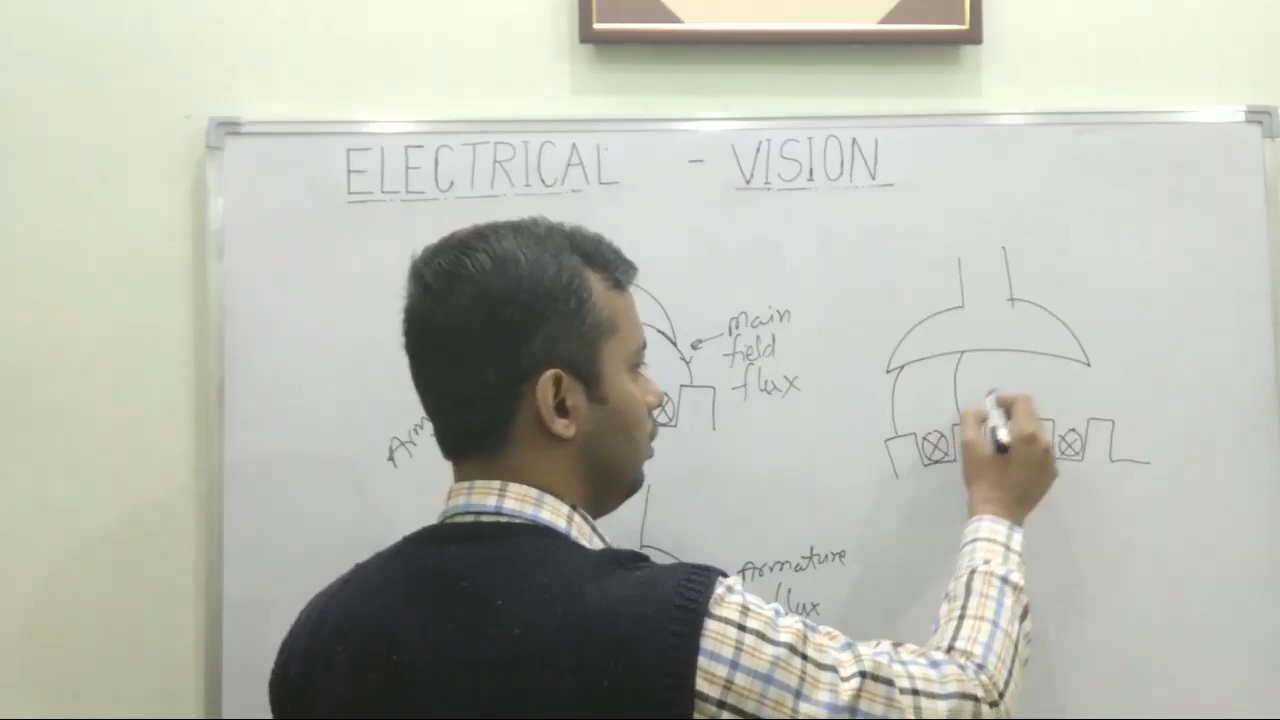 ELECTRICAL - VISION
main
field
flux
Armature
flux